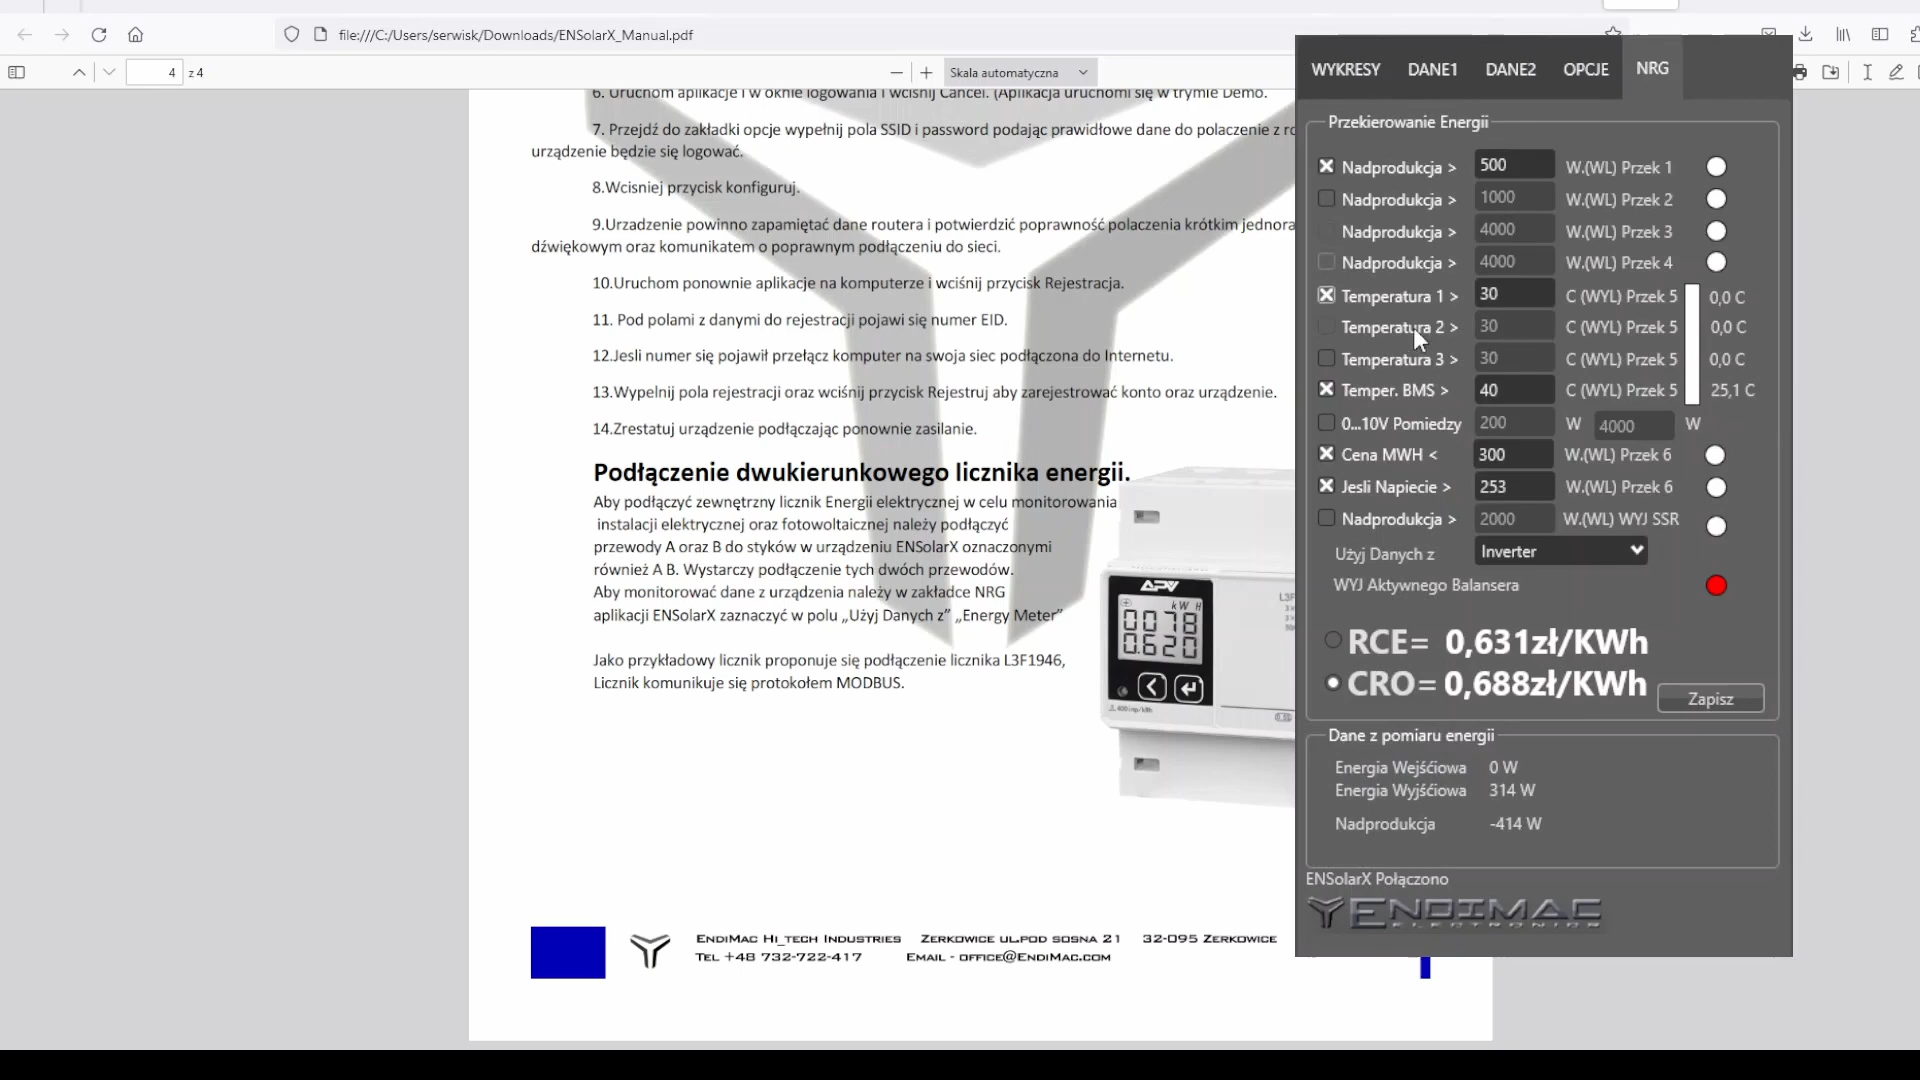 file:///C:/Users/serwisk/Downloads/ENSolarX_Manual.pdf
4 z 4
Skala automatyczna
6. Uruchom aplikacje i w oknie logowania i wciśnij Cancel. (Aplikacja uruchomi się w trymie Demo.
7. Przejdź do zakładki opcje wypełnij pola SSID i password podając prawidłowe dane do polaczenie z
urządzenie będzie się logować.
8.Wcisniej przycisk konfiguruj.
9.Urzadzenie powinno zapamiętać dane routera i potwierdzić poprawność polaczenia krótkim
dźwiękowym oraz komunikatem o poprawnym podłączeniu do sieci.
10.Uruchom ponownie aplikacje na komputerze i wciśnij przycisk Rejestracja.
11. Pod polami z danymi do rejestracji pojawi się numer EID.
12.Jesli numer się pojawił przełącz komputer na swoja siec podłączona do Internetu.
13.Wypelnij pola rejestracji oraz wciśnij przycisk Rejestruj aby zarejestrować konto oraz urządzenie.
14.Zrestatuj urządzenie podłączając ponownie zasilanie.
Podłączenie dwukierunkowego licznika energii.
Aby podłączyć zewnętrzny licznik Energii elektrycznej w celu monitorowania
instalacji elektrycznej oraz fotowoltaicznej należy podłączyć
przewody A oraz B do styków w urządzeniu ENSolarX oznaczonymi
również A B. Wystarczy podłączenie tych dwóch przewodów.
Aby monitorować dane z urządzenia należy w zakładce NRG
aplikacji ENSolarX zaznaczyć w polu „Użyj Danych z” „Energy Meter”
Jako przykładowy licznik proponuje się podłączenie licznika L3F1946,
Licznik komunikuje się protokołem MODBUS.
APV
kWH
0078
0.620
400imp/kWh
EndiMac Hi_tech Industries Zerkowice ul.pod sosna 21 32-095 Zerkowice
Tel +48 732-722-417 Email - office@EndiMac.com
WYKRESY DANE1 DANE2 OPCJE NRG
Przekierowanie Energii
Nadprodukcja > 500 W.(WL) Przek 1
Nadprodukcja > 1000 W.(WL) Przek 2
Nadprodukcja > 4000 W.(WL) Przek 3
Nadprodukcja > 4000 W.(WL) Przek 4
Temperatura 1 > 30 C (WYL) Przek 5 0,0 C
Temperatura 2 > 30 C (WYL) Przek 5 0,0 C
Temperatura 3 > 30 C (WYL) Przek 5 0,0 C
Temper. BMS > 40 C (WYL) Przek 5 25,1 C
0...10V Pomiedzy 200 W 4000 W
Cena MWH < 300 W.(WL) Przek 6
Jesli Napiecie > 253 W.(WL) Przek 6
Nadprodukcja > 2000 W.(WL) WYJ SSR
Użyj Danych z Inverter
WYJ Aktywnego Balansera
RCE= 0,631zł/KWh
CRO= 0,688zł/KWh
Zapisz
Dane z pomiaru energii
Energia Wejśćiowa 0 W
Energia Wyjśćiowa 314 W
Nadprodukcja -414 W
ENSolarX Połączono
ENDIMAC
ELECTRONICS